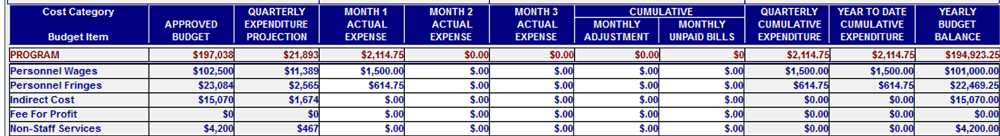 Cost Category QUARTERLY MONTH 1 MONTH 2 MONTH 3 CUMULATIVE QUARTERLY YEAR TO DATE YEARLY
APPROVED EXPENDITURE ACTUAL ACTUAL ACTUAL MONTHLY MONTHLY CUMULATIVE CUMULATIVE BUDGET
Budget Item BUDGET PROJECTION EXPENSE EXPENSE EXPENSE ADJUSTMENT UNPAID BILLS EXPENDITURE EXPENDITURE BALANCE
PROGRAM $197,038 $21,893 $2,114.75 $0.00 $0.00 $0.00 $0 $2,114.75 $2,114.75 $194,923.25
Personnel Wages $102,500 $11,389 $1,500.00 $.00 $.00 $.00 $.00 $1,500.00 $1,500.00 $101,000.00
Personnel Fringes $23,084 $2,565 $614.75 $.00 $.00 $.00 $.00 $614.75 $614.75 $22,469.25
Indirect Cost $15,070 $1,674 $.00 $.00 $.00 $.00 $.00 $0.00 $0.00 $15,070.00
Fee For Profit $0 $0 $.00 $.00 $.00 $.00 $.00 $0.00 $0.00 $0.00
Non-Staff Services $4,200 $467 $.00 $.00 $.00 $.00 $.00 $0.00 $0.00 $4,200.00